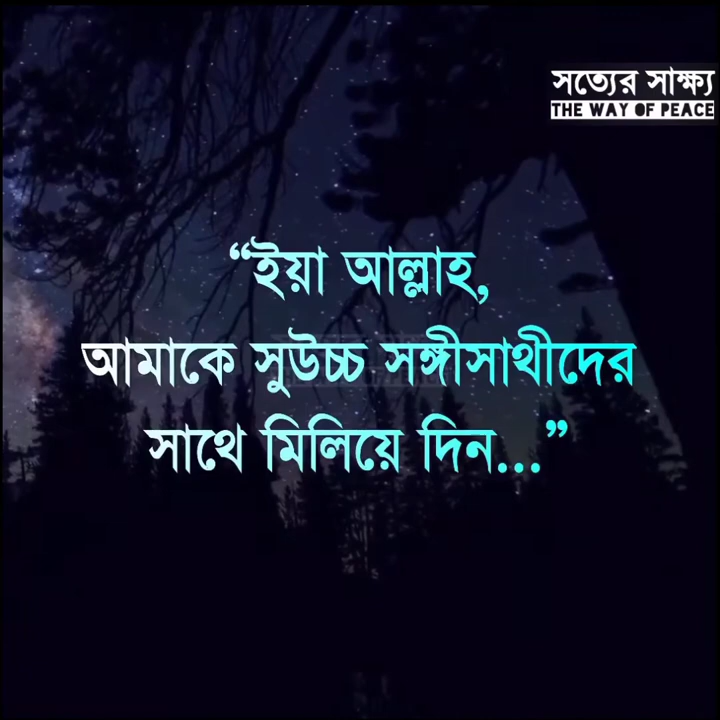 সত্যের সাক্ষ্য
THE WAY OF PEACE
“ইয়া আল্লাহ,
আমাকে সুউচ্চ সঙ্গীসাথীদের
সাথে মিলিয়ে দিন...”